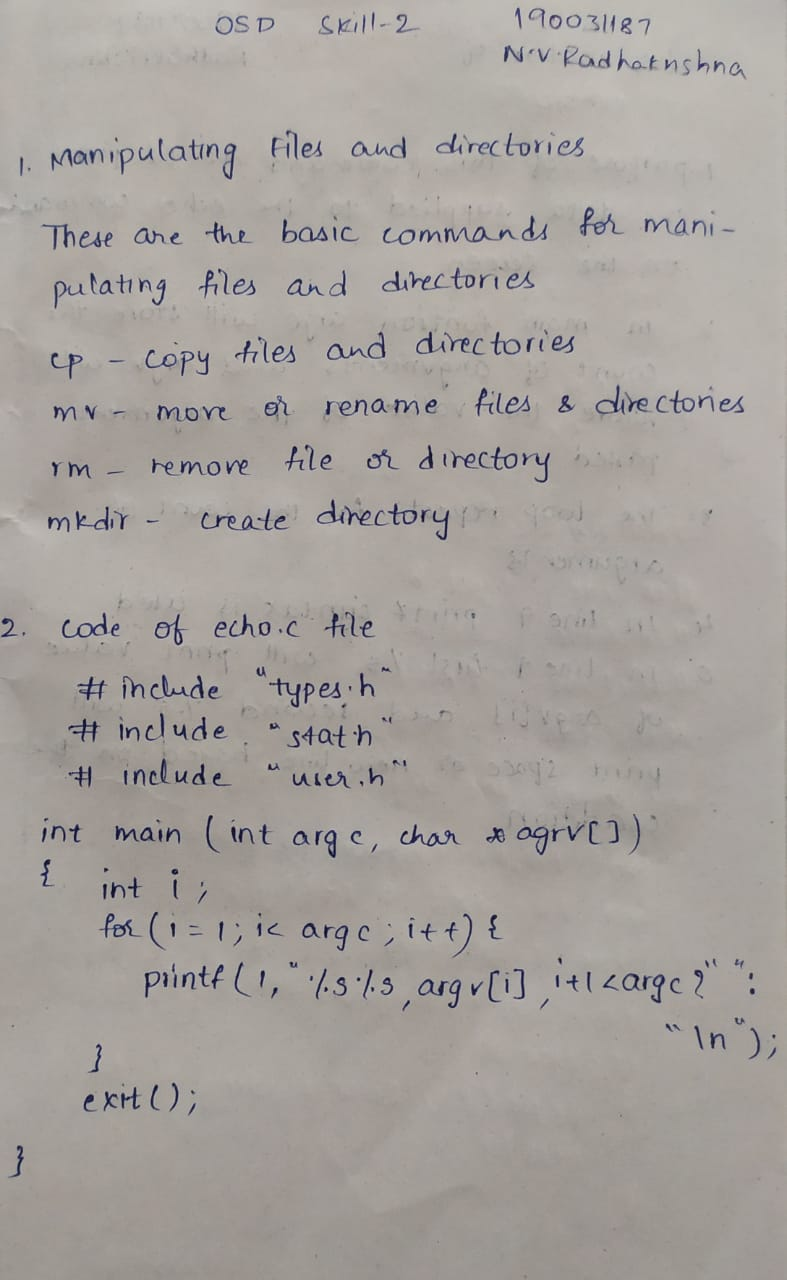 OSD Skill-2 190031187
N.V.Radhakrishna
1. Manipulating Files and directories
These are the basic commands for mani-
pulating files and directories
cp - copy files and directories
mv - move or rename files & directories
rm - remove file or directory
mkdir - create directory
2. code of echo.c file
# include "types.h"
# include "stat.h"
# include "user.h"
int main (int argc, char * agrv[])
{ int i;
for (i = 1; i< argc; i++) {
printf (1, "%s%s, argv[i], i+1<argc?" ":
"\n");
}
exit();
}